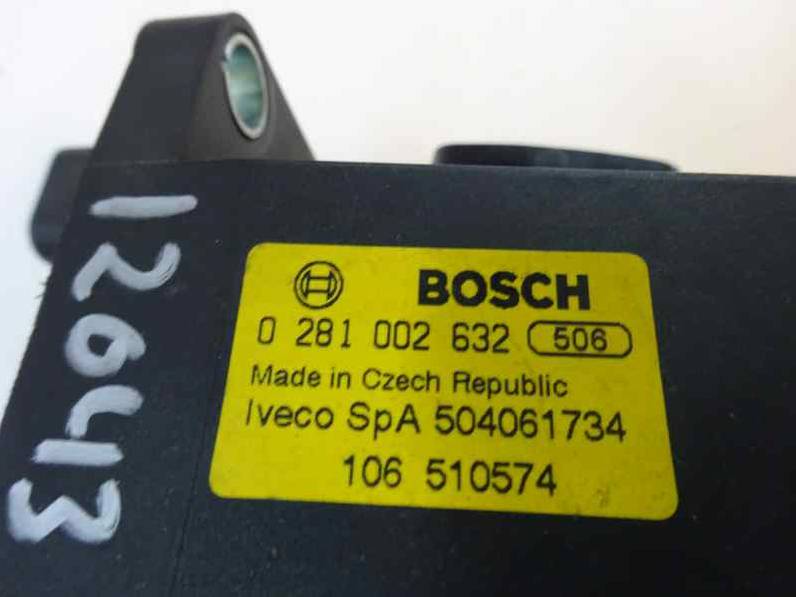 12643
BOSCH
0 281 002 632 506
Made in Czech Republic
Iveco SpA 504061734
106 510574